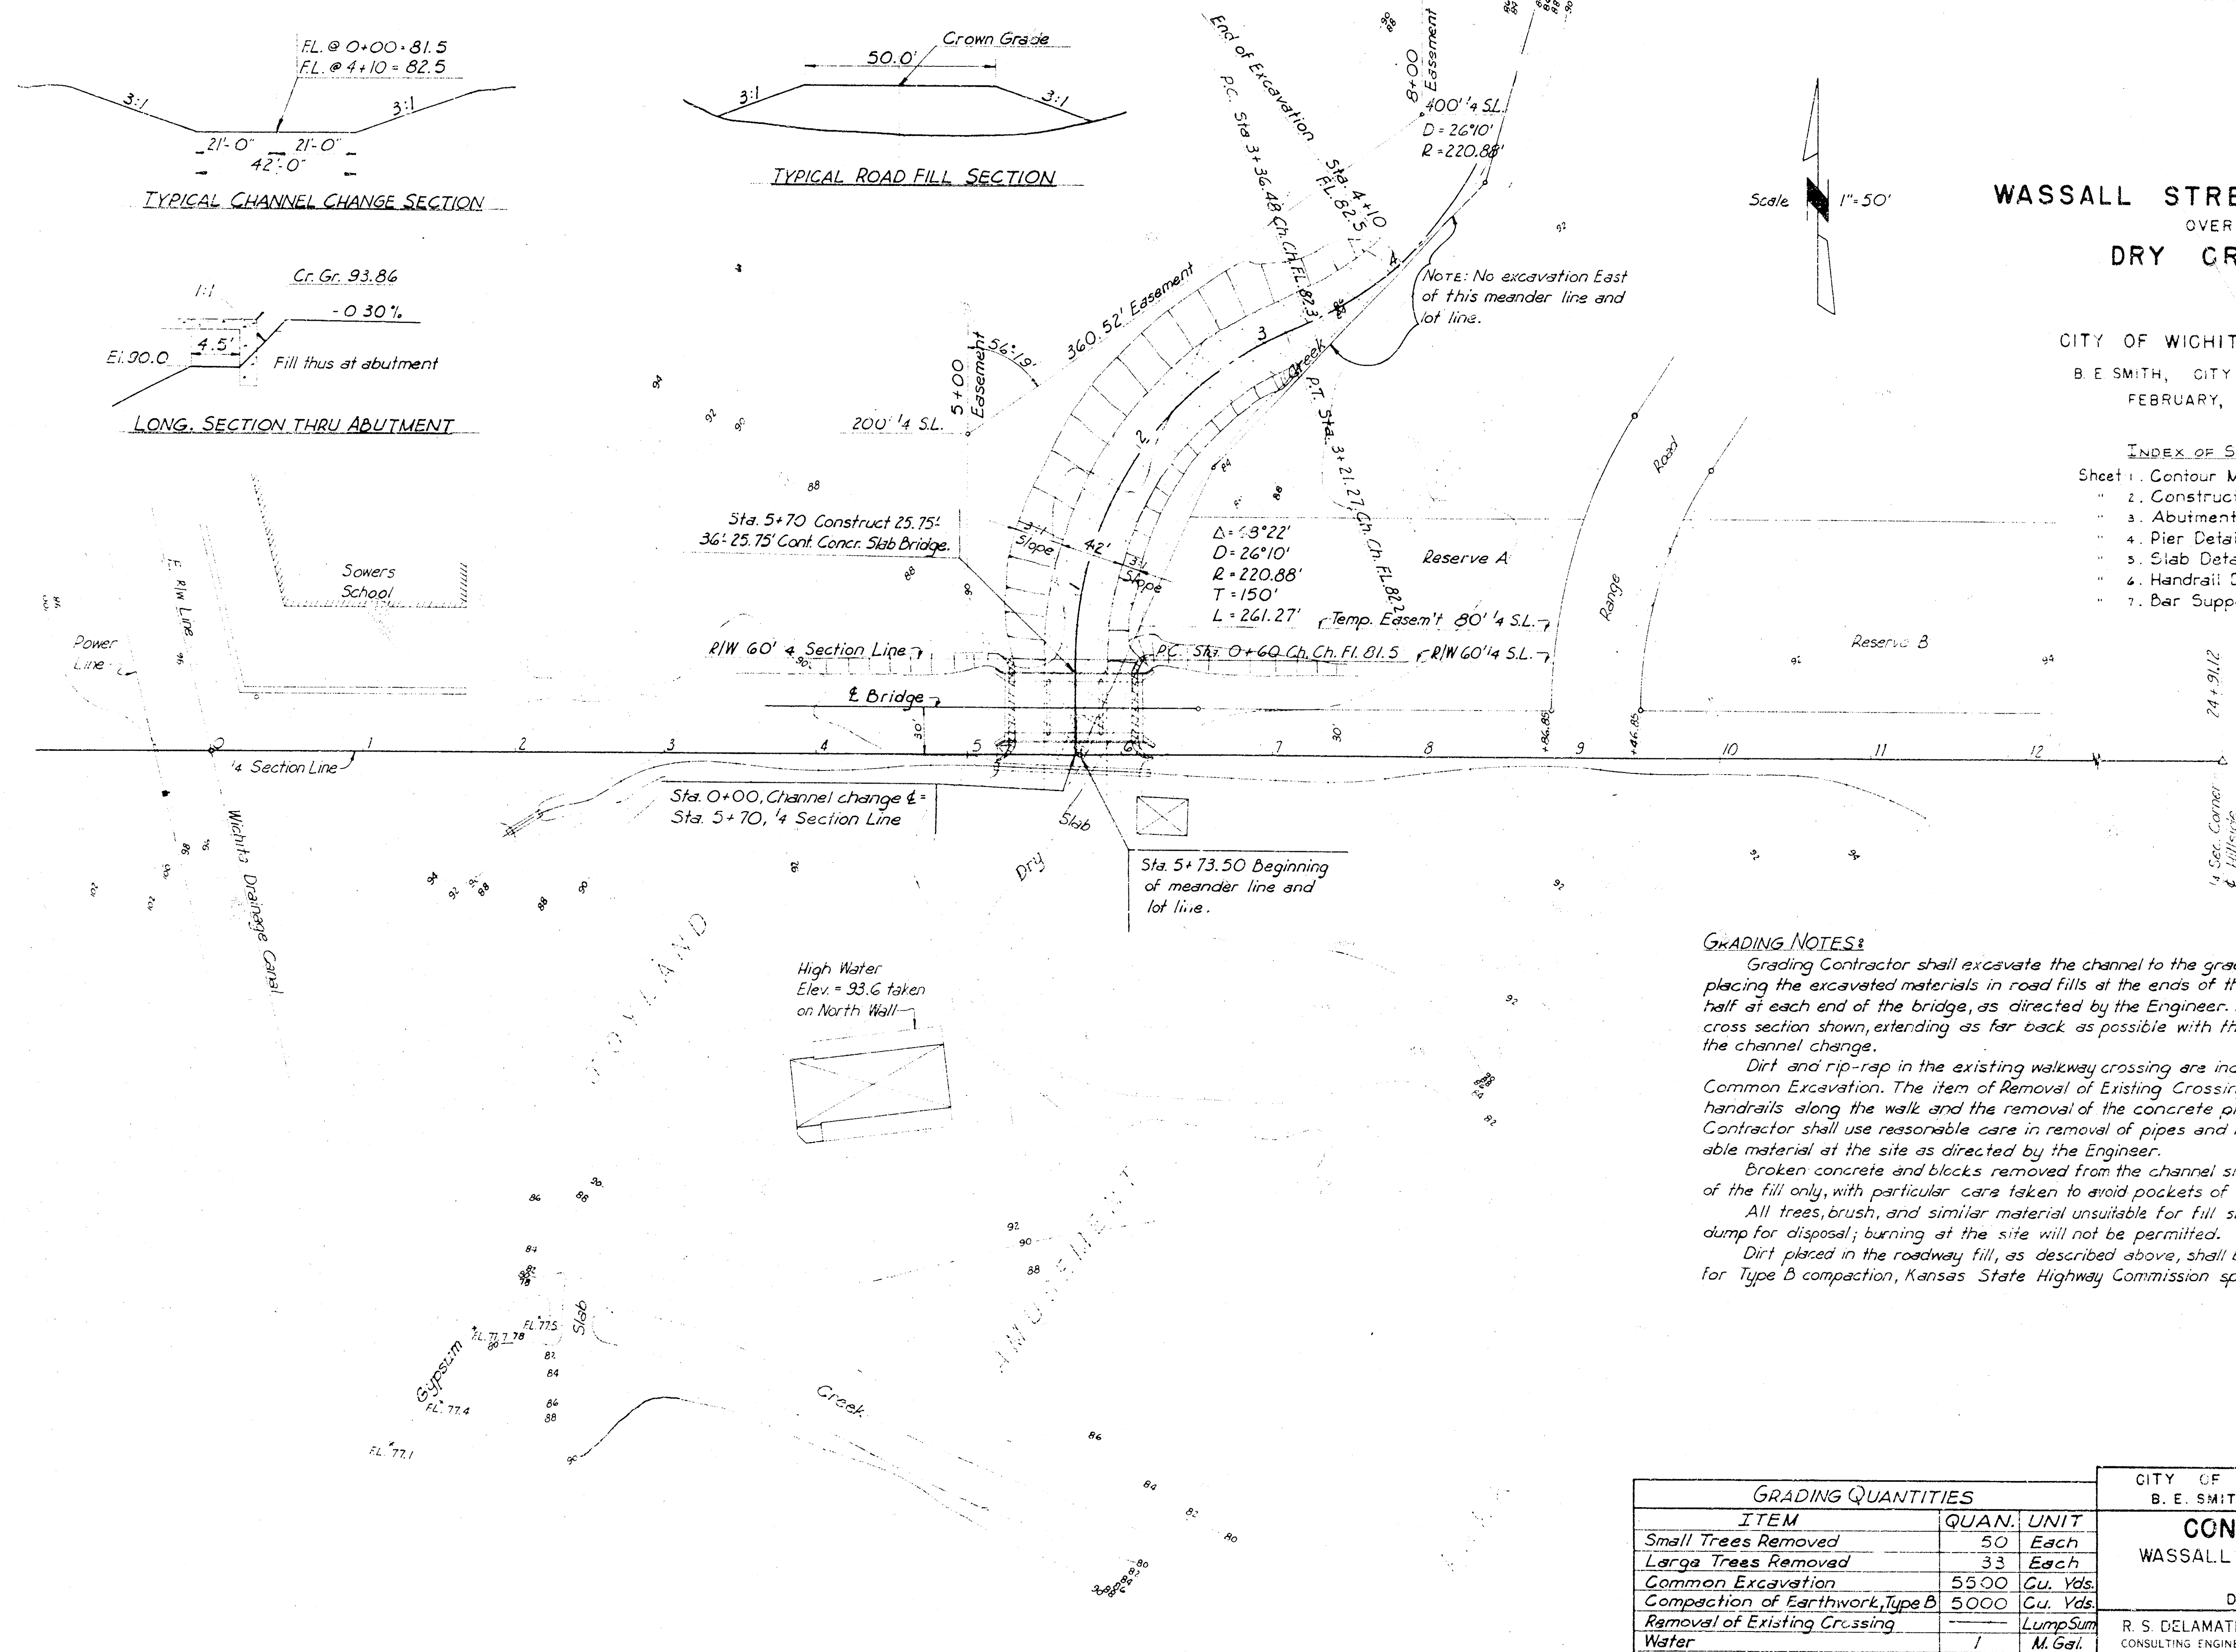 F.L. @ 0+00 = 81.5
F.L. @ 4+10 = 82.5
3:1
3:1
21'-0" 21'-0"
42'-0"
TYPICAL CHANNEL CHANGE SECTION
Crown Grade
50.0'
3:1
3:1
TYPICAL ROAD FILL SECTION
Cr. Gr. 93.86
1:1
-0.30%
4.5'
El. 90.0
Fill thus at abutment
LONG. SECTION THRU ABUTMENT
End of Excavation
Sta. 4+10
F.L. 82.5
P.C. Sta 3+36.48 Ch. Ch. FL. 82.31
8+00
Easement
400' 1/4 S.L.
D = 26°10'
R = 220.88'
NOTE: No excavation East
of this meander line and
lot line.
360.52' Easement
56°19'
5+00
Easement
200' 1/4 S.L.
Creek
P.T. Sta. 3+21.27, Ch. Ch. FL. 82.2
Scale 1"=50'
WASSALL STRE
OVER
DRY CR
CITY OF WICHIT
B. E. SMITH, CITY
FEBRUARY,
INDEX OF S
Sheet 1. Contour M
" 2. Construc
" 3. Abutment
" 4. Pier Detai
" 5. Slab Deta
" 6. Handrail D
" 7. Bar Supp
Sta. 5+70 Construct 25.75'-
36'-25.75' Cont. Concr. Slab Bridge.
3:1
Slope
42'
3:1
Slope
D = 26°10'
R = 220.88'
T = 150'
L = 261.27'
Reserve A
Temp. Easem't 80' 1/4 S.L.
R/W 60' 1/4 Section Line
P.C. Sta 0+60 Ch. Ch. Fl. 81.5
R/W 60' 1/4 S.L.
Range
Road
Reserve B
Sowers
School
E. R/W Line
Power
Line
℄ Bridge
30'
30'
+86.85
+46.85
24+91.12
0 1 2 3 4 5 6 7 8 9 10 11 12
1/4 Section Line
1/4 Sec. Corner
℄ Hillside
Sta. 0+00, Channel change ℄ =
Sta. 5+70, 1/4 Section Line
Slab
Dry
Sta. 5+73.50 Beginning
of meander line and
lot line.
Wichita Drainage Canal
JOYLAND
AMUSEMENT
High Water
Elev. = 93.6 taken
on North Wall
GRADING NOTES:
Grading Contractor shall excavate the channel to the grad
placing the excavated materials in road fills at the ends of th
half at each end of the bridge, as directed by the Engineer.
cross section shown, extending as far back as possible with th
the channel change.
Dirt and rip-rap in the existing walkway crossing are inc
Common Excavation. The item of Removal of Existing Crossin
handrails along the walk and the removal of the concrete pi
Contractor shall use reasonable care in removal of pipes and
able material at the site as directed by the Engineer.
Broken concrete and blocks removed from the channel s
of the fill only, with particular care taken to avoid pockets of
All trees, brush, and similar material unsuitable for fill s
dump for disposal; burning at the site will not be permitted.
Dirt placed in the roadway fill, as described above, shall b
for Type B compaction, Kansas State Highway Commission sp
Slab
F.L. 77.5
Gypsum
F.L. 77.4
F.L. 77.1
Creek
GRADING QUANTITIES
ITEM QUAN. UNIT
Small Trees Removed 50 Each
Large Trees Removed 33 Each
Common Excavation 5500 Cu. Yds.
Compaction of Earthwork, Type B 5000 Cu. Yds.
Removal of Existing Crossing —— Lump Sum
Water 1 M. Gal.
CITY OF
B. E. SMIT
CON
WASSALL
D
R. S. DELAMAT
CONSULTING ENGINE